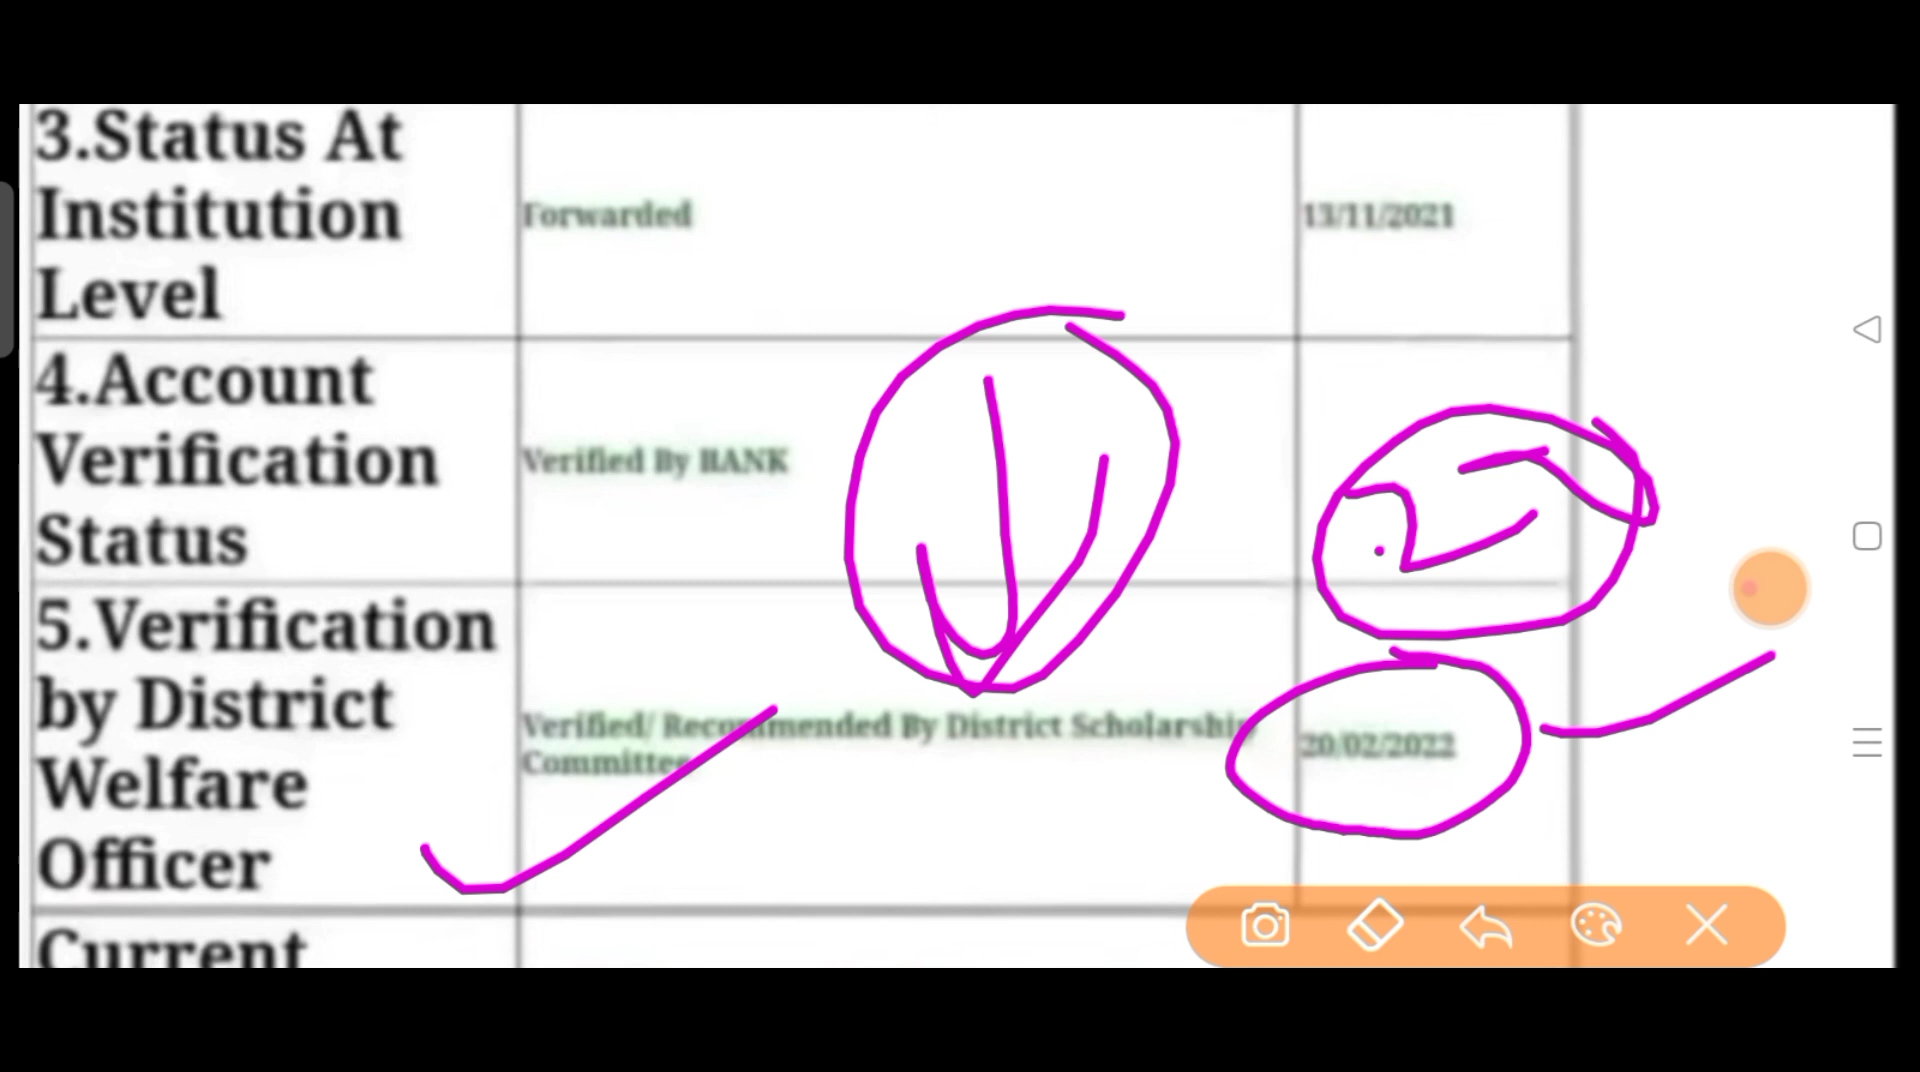 3.Status At
Institution
Level
Forwarded
13/11/2021
4.Account
Verification
Status
Verified By BANK
5.Verification
by District
Welfare
Officer
Verified/ Recommended By District Scholarship
Committee
20/02/2022
Current